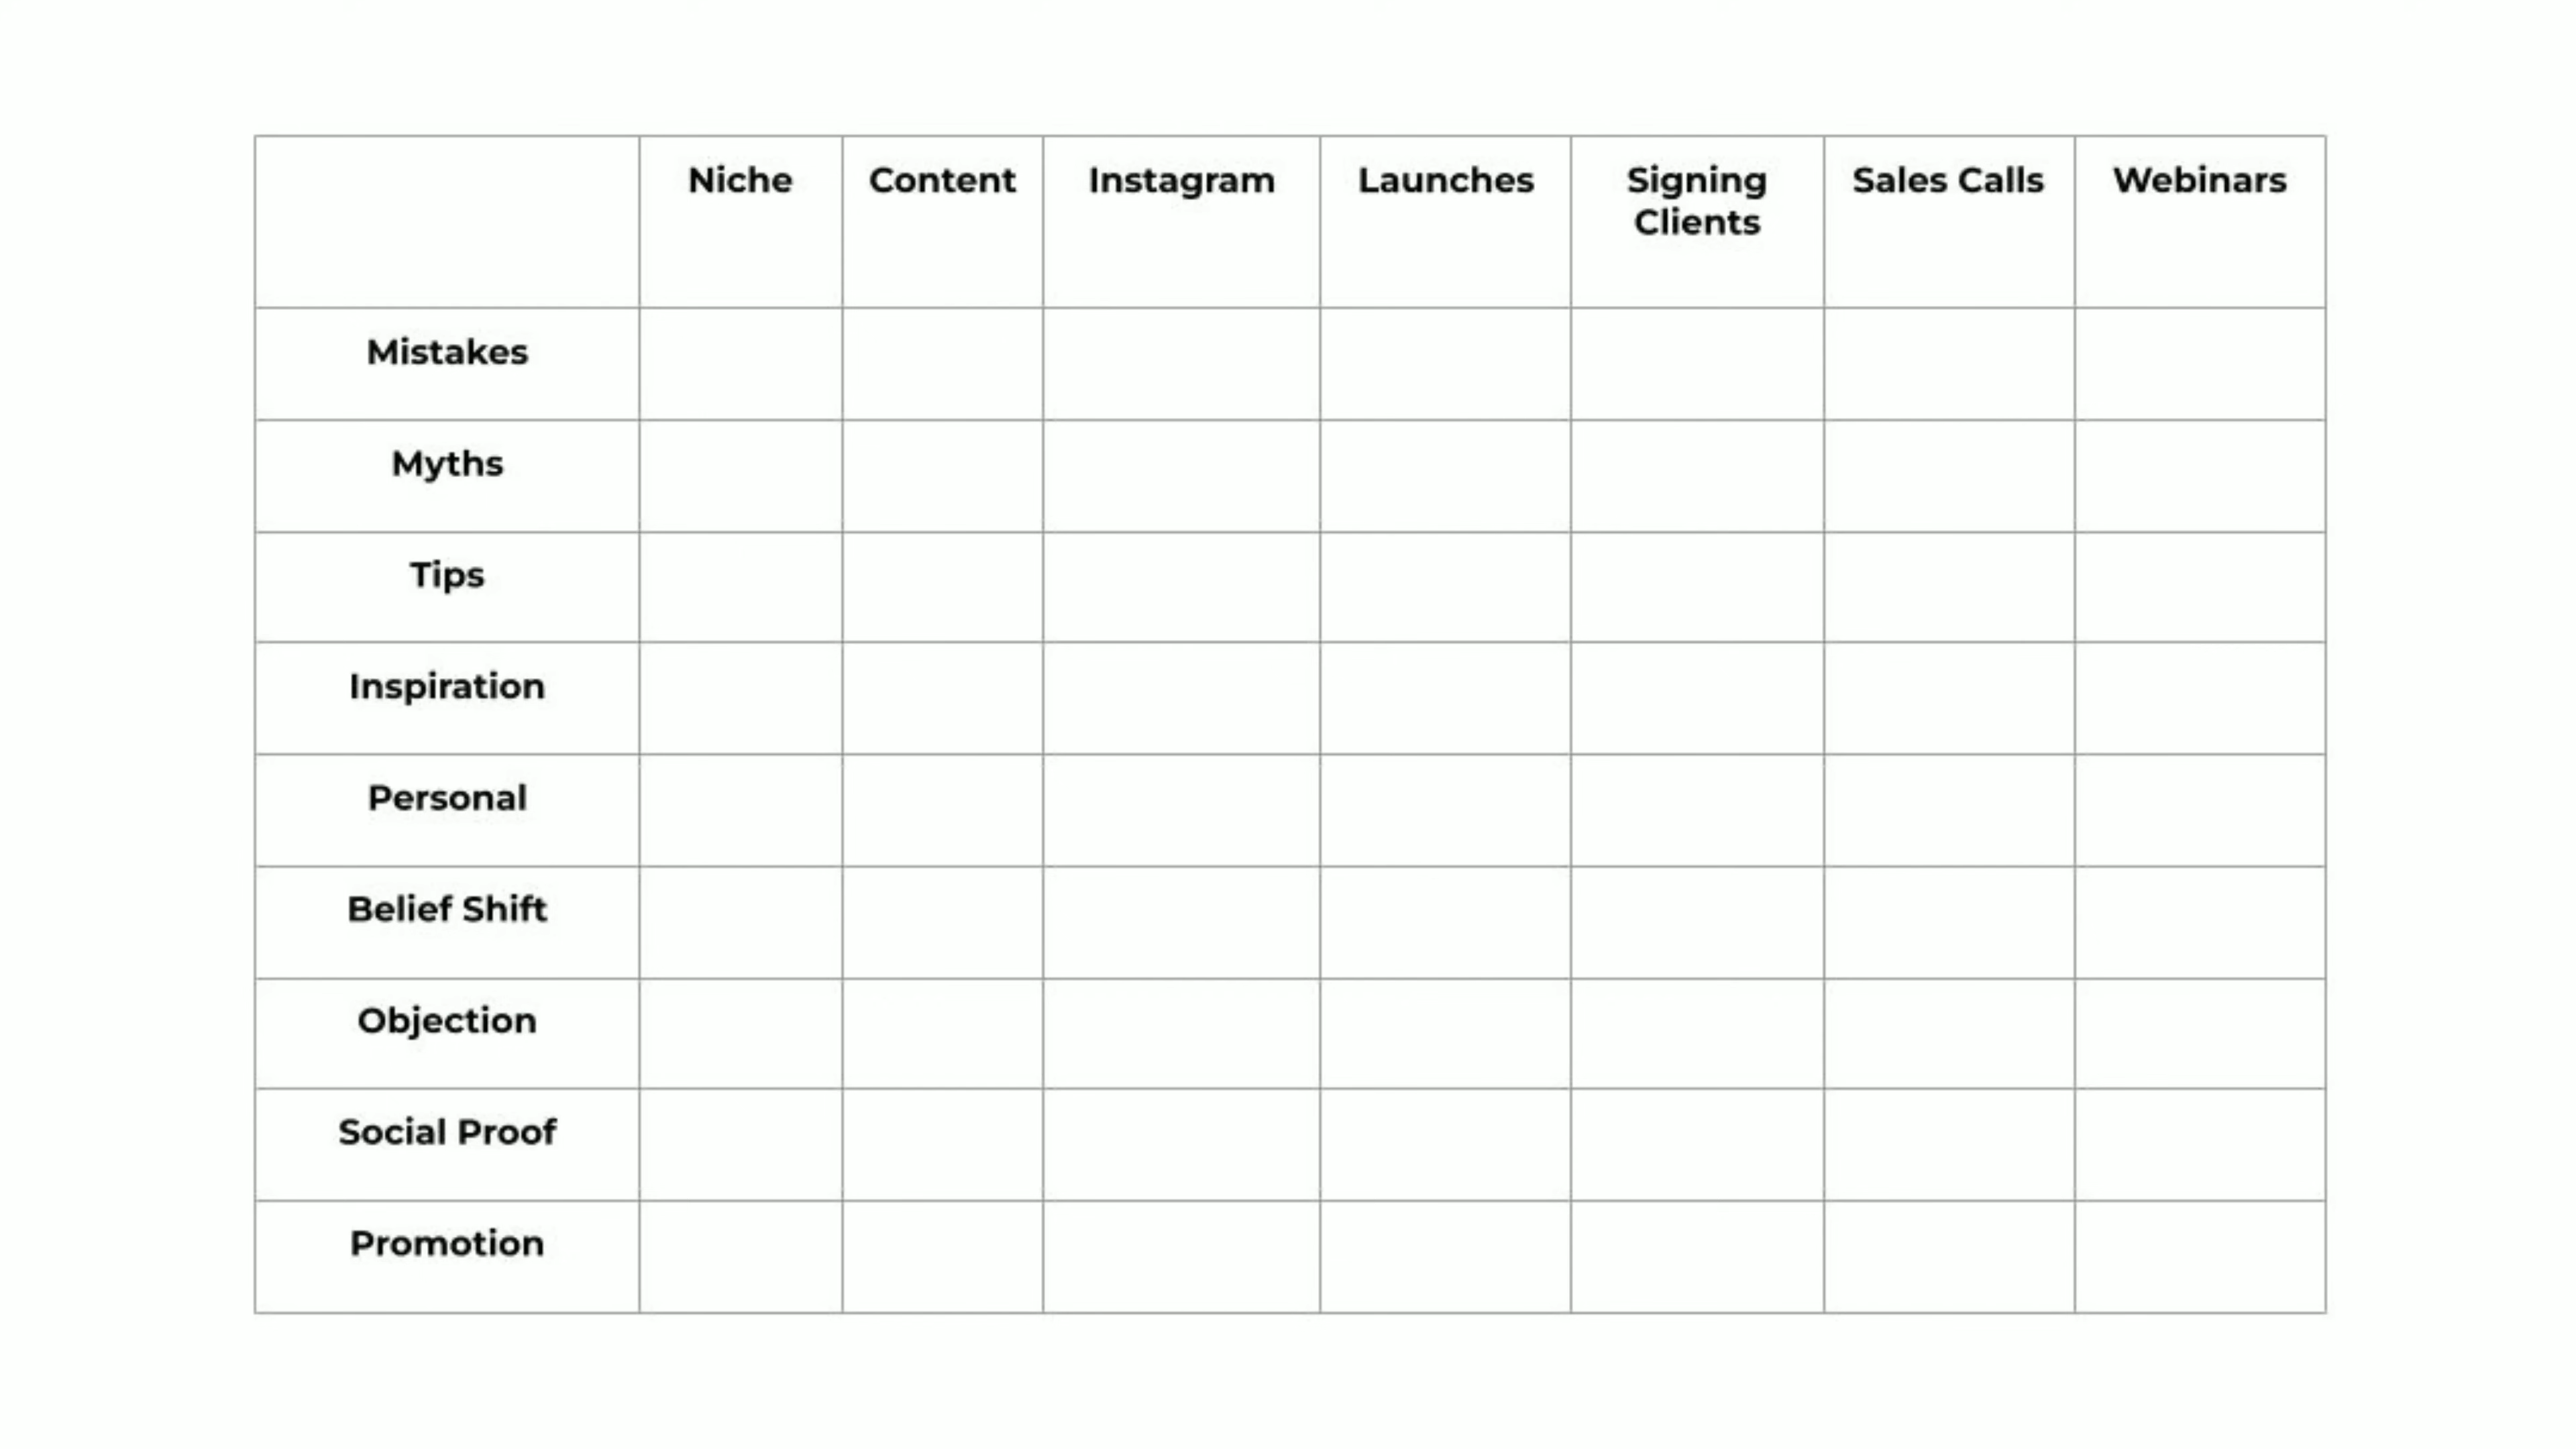 Niche Content Instagram Launches Signing Sales Calls Webinars
Clients
Mistakes
Myths
Tips
Inspiration
Personal
Belief Shift
Objection
Social Proof
Promotion